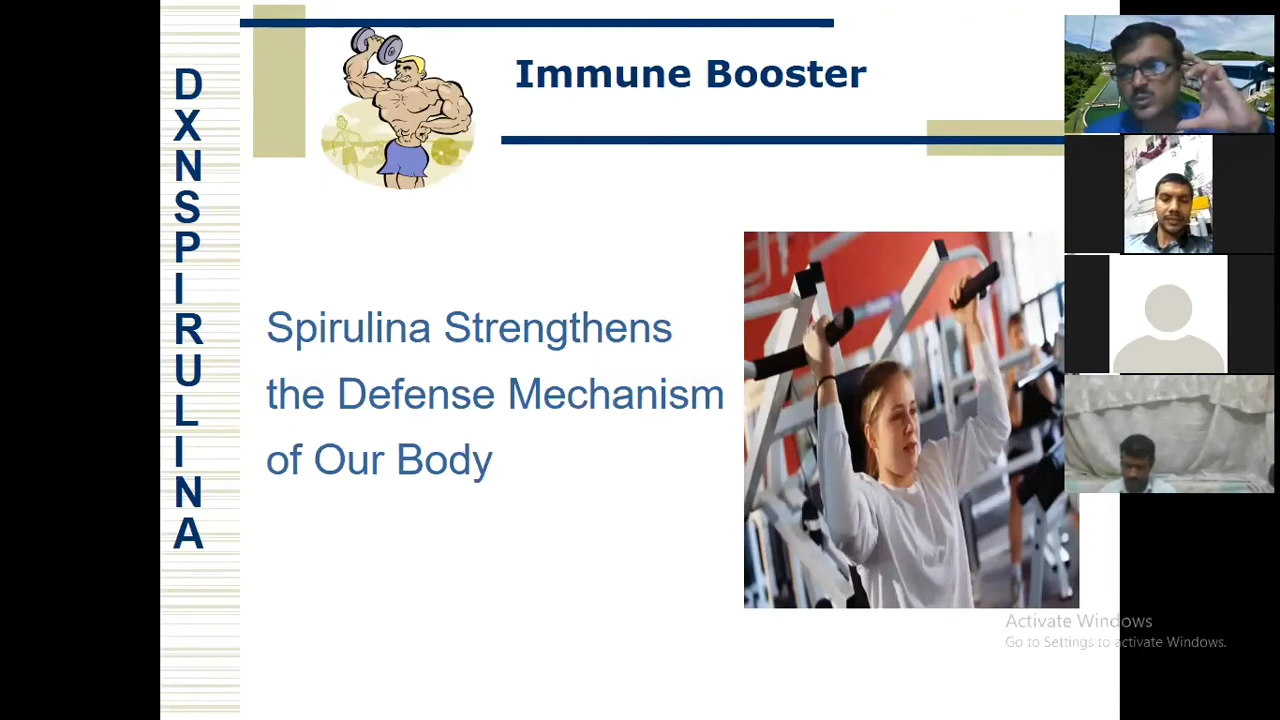 DXN SPIRULINA
Immune Booster
Spirulina Strengthens
the Defense Mechanism
of Our Body
Activate Windows
Go to Settings to activate Windows.